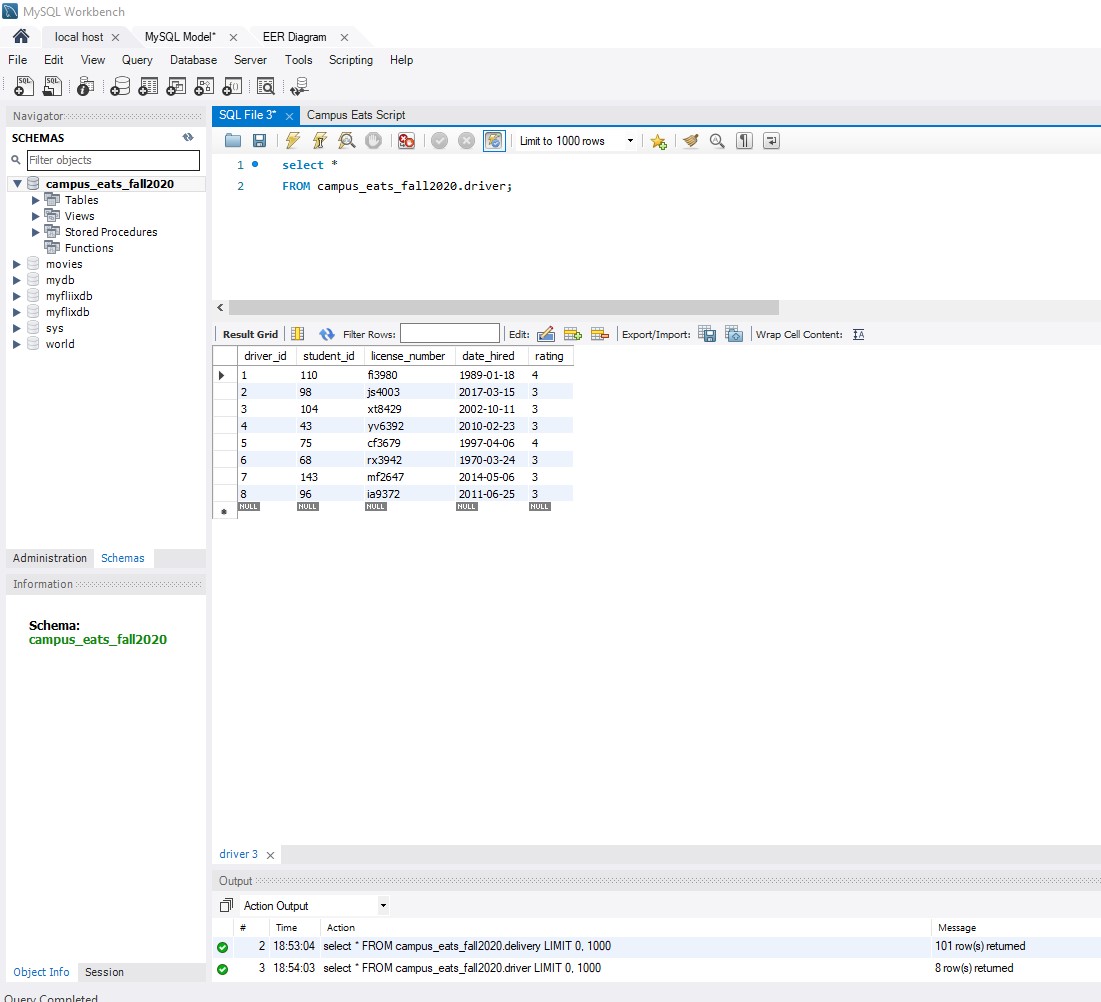 MySQL Workbench
local host
MySQL Model*
EER Diagram
File Edit View Query Database Server Tools Scripting Help
Navigator
SCHEMAS
Filter objects
campus_eats_fall2020
Tables
Views
Stored Procedures
Functions
movies
mydb
myfliixdb
myflixdb
sys
world
Administration Schemas
Information
Schema:
campus_eats_fall2020
Object Info Session
SQL File 3* Campus Eats Script
Limit to 1000 rows
1 select *
2 FROM campus_eats_fall2020.driver;
Result Grid Filter Rows: Edit: Export/Import: Wrap Cell Content:
driver_id student_id license_number date_hired rating
1 110 fi3980 1989-01-18 4
2 98 js4003 2017-03-15 3
3 104 xt8429 2002-10-11 3
4 43 yv6392 2010-02-23 3
5 75 cf3679 1997-04-06 4
6 68 rx3942 1970-03-24 3
7 143 mf2647 2014-05-06 3
8 96 ia9372 2011-06-25 3
NULL NULL NULL NULL NULL
driver 3
Output
Action Output
# Time Action Message
2 18:53:04 select * FROM campus_eats_fall2020.delivery LIMIT 0, 1000 101 row(s) returned
3 18:54:03 select * FROM campus_eats_fall2020.driver LIMIT 0, 1000 8 row(s) returned
Query Completed